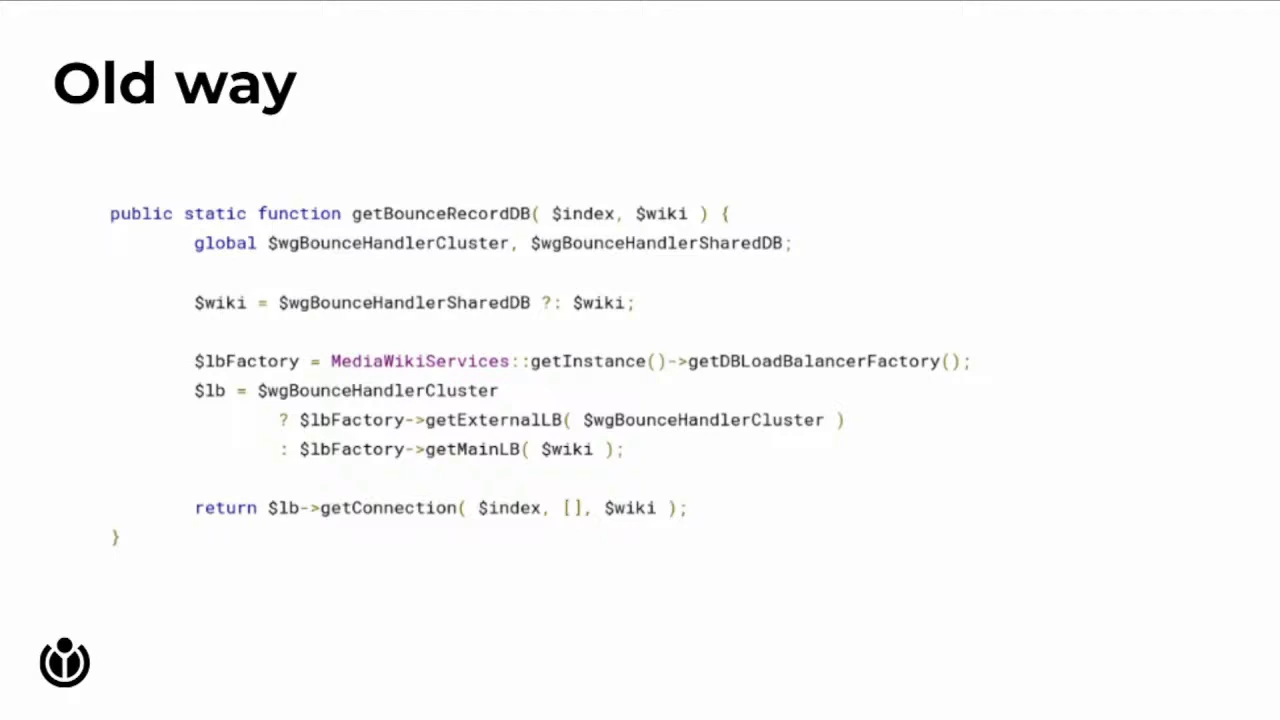 Old way
public static function getBounceRecordDB( $index, $wiki ) {
global $wgBounceHandlerCluster, $wgBounceHandlerSharedDB;
$wiki = $wgBounceHandlerSharedDB ?: $wiki;
$lbFactory = MediaWikiServices::getInstance()->getDBLoadBalancerFactory();
$lb = $wgBounceHandlerCluster
? $lbFactory->getExternalLB( $wgBounceHandlerCluster )
: $lbFactory->getMainLB( $wiki );
return $lb->getConnection( $index, [], $wiki );
}